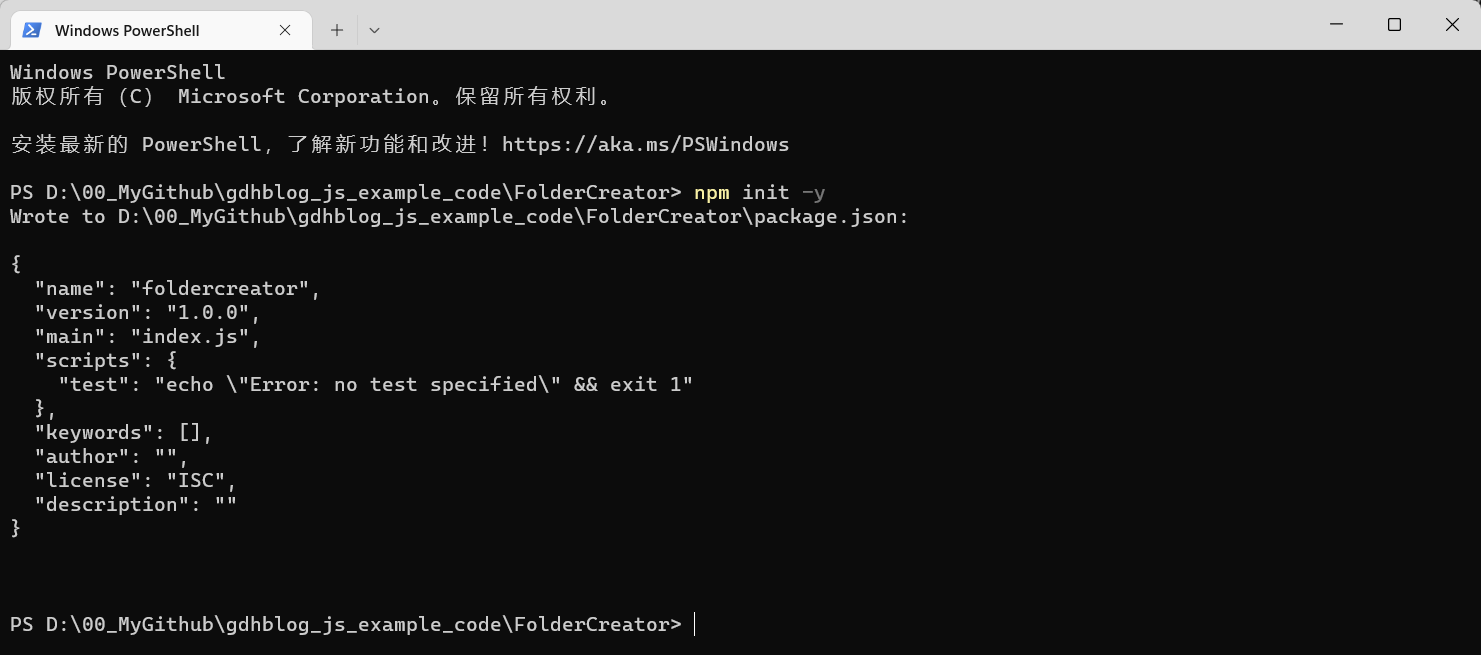 Windows PowerShell
Windows PowerShell
版权所有 (C) Microsoft Corporation。保留所有权利。
安装最新的 PowerShell，了解新功能和改进！https://aka.ms/PSWindows
PS D:\00_MyGithub\gdhblog_js_example_code\FolderCreator> npm init -y
Wrote to D:\00_MyGithub\gdhblog_js_example_code\FolderCreator\package.json:
{
  "name": "foldercreator",
  "version": "1.0.0",
  "main": "index.js",
  "scripts": {
    "test": "echo \"Error: no test specified\" && exit 1"
  },
  "keywords": [],
  "author": "",
  "license": "ISC",
  "description": ""
}
PS D:\00_MyGithub\gdhblog_js_example_code\FolderCreator>